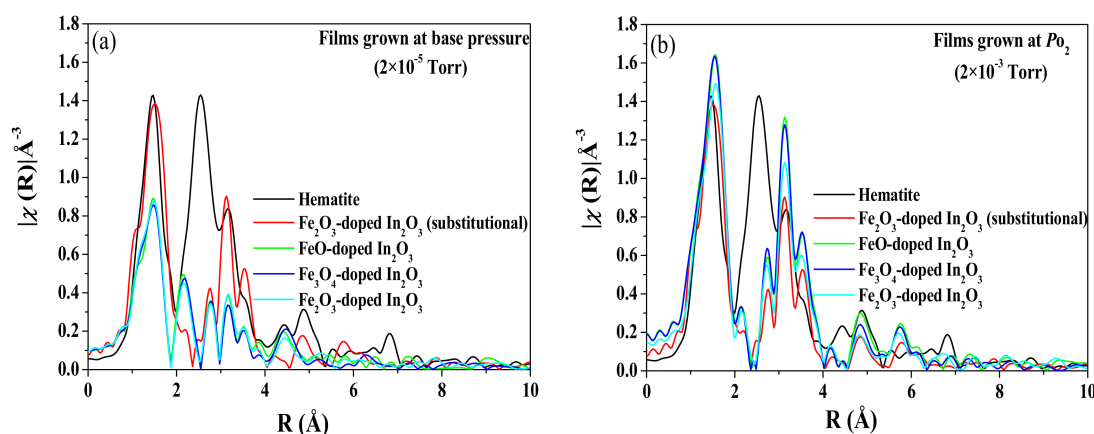 (a)
Films grown at base pressure
(2×10⁻⁵ Torr)
|χ (R)|Å⁻³
1.8
1.6
1.4
1.2
1.0
0.8
0.6
0.4
0.2
0.0
Hematite
Fe₂O₃-doped In₂O₃ (substitutional)
FeO-doped In₂O₃
Fe₃O₄-doped In₂O₃
Fe₂O₃-doped In₂O₃
0 2 4 6 8 10
R (Å)
(b)
Films grown at Po₂
(2×10⁻³ Torr)
|χ (R)|Å⁻³
1.8
1.6
1.4
1.2
1.0
0.8
0.6
0.4
0.2
0.0
Hematite
Fe₂O₃-doped In₂O₃ (substitutional)
FeO-doped In₂O₃
Fe₃O₄-doped In₂O₃
Fe₂O₃-doped In₂O₃
0 2 4 6 8 10
R (Å)